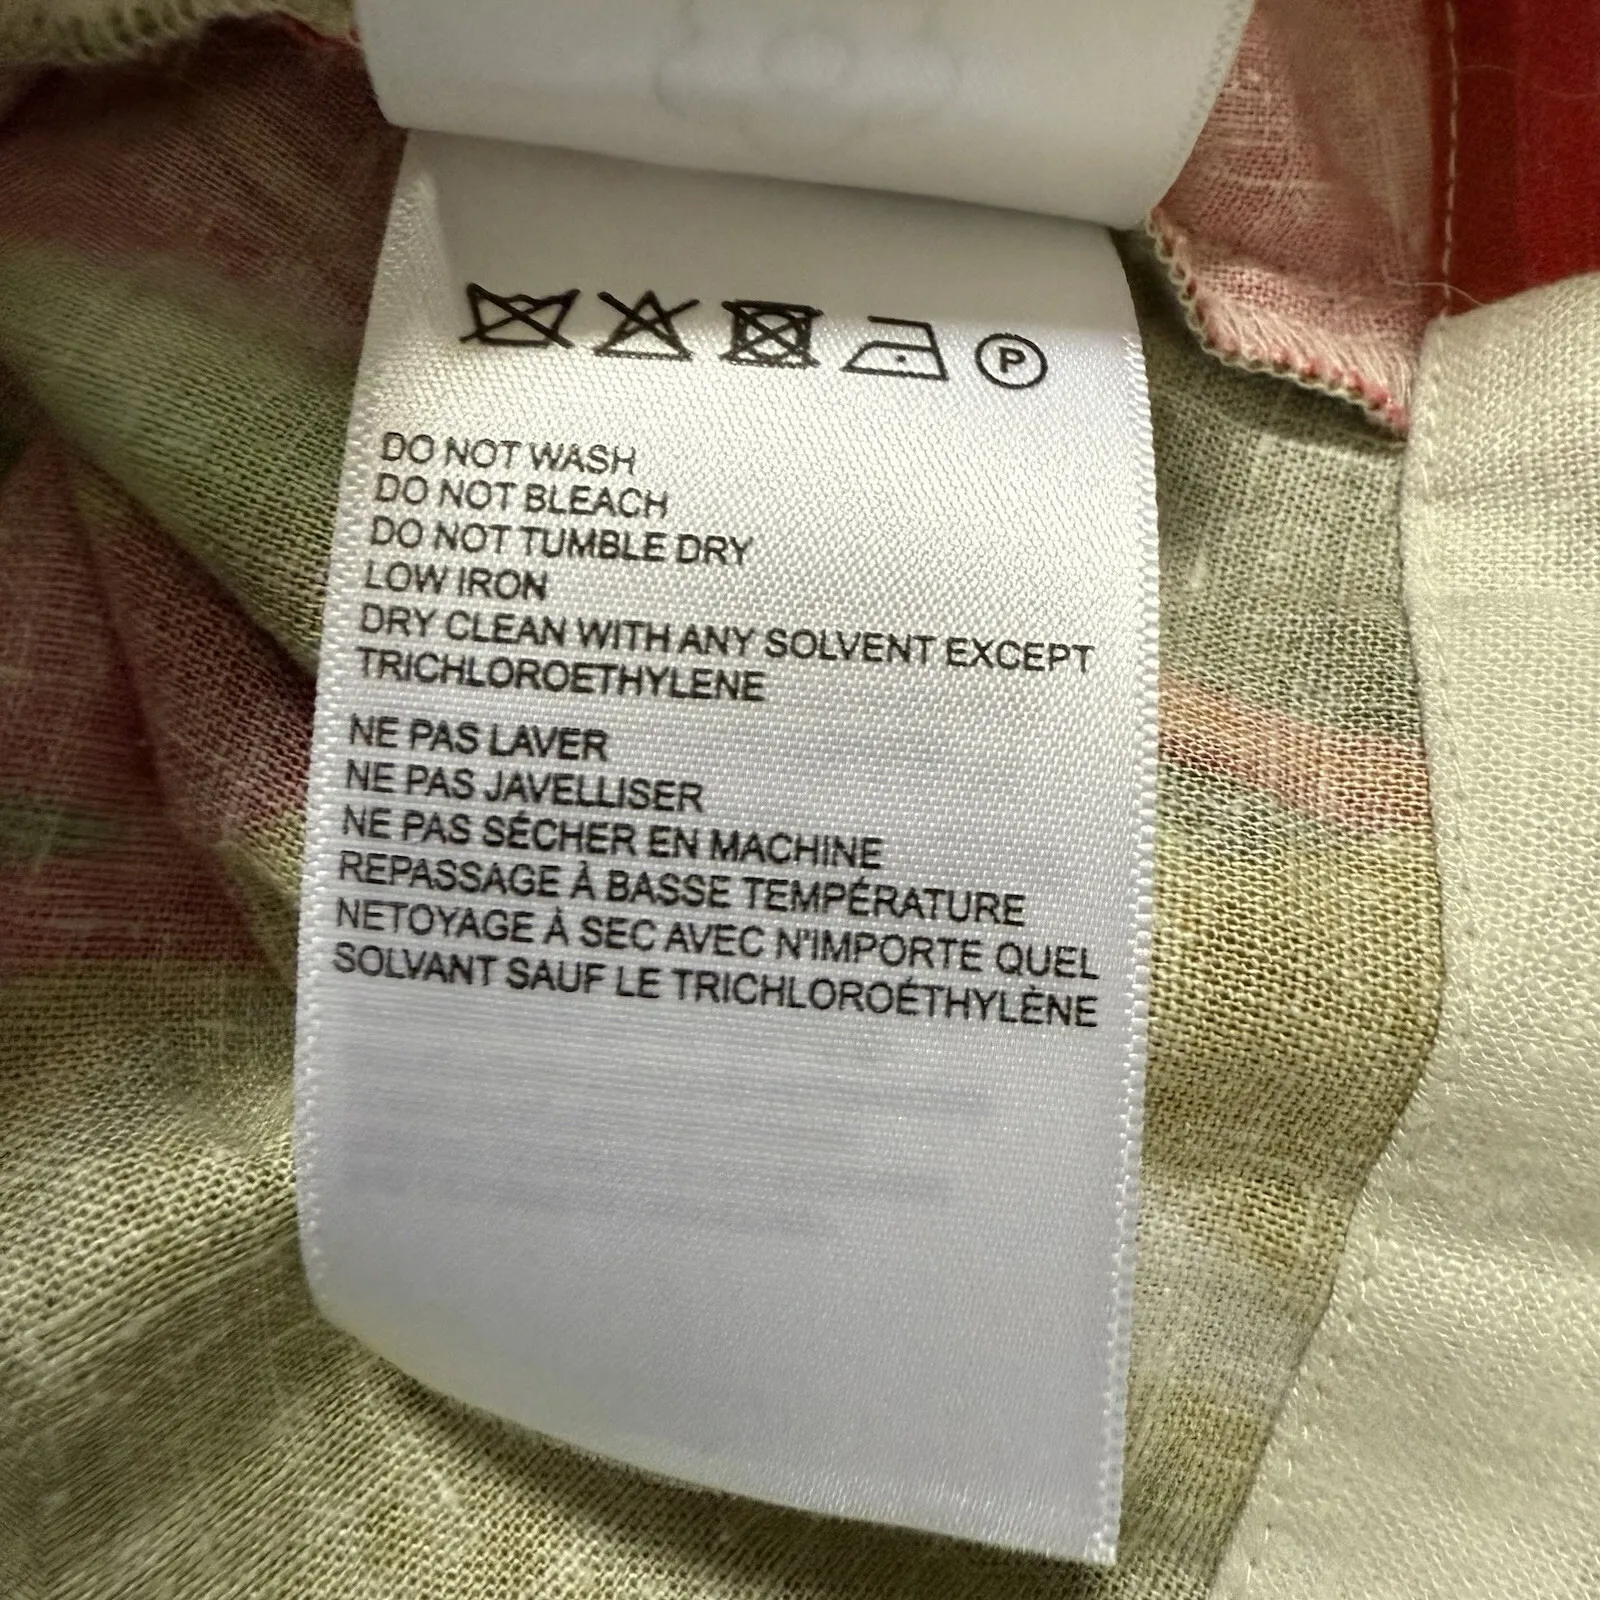 P
DO NOT WASH
DO NOT BLEACH
DO NOT TUMBLE DRY
LOW IRON
DRY CLEAN WITH ANY SOLVENT EXCEPT
TRICHLOROETHYLENE
NE PAS LAVER
NE PAS JAVELLISER
NE PAS SÉCHER EN MACHINE
REPASSAGE À BASSE TEMPÉRATURE
NETOYAGE À SEC AVEC N'IMPORTE QUEL
SOLVANT SAUF LE TRICHLOROÉTHYLÈNE